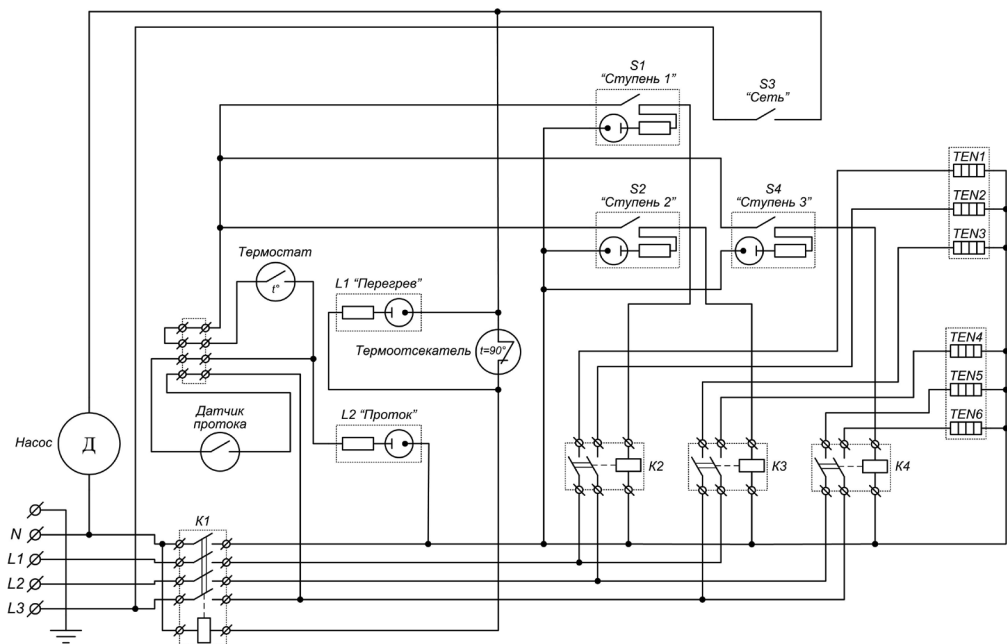 S1
“Ступень 1”
S3
“Сеть”
TEN1
TEN2
TEN3
S2
“Ступень 2”
S4
“Ступень 3”
Термостат
t°
L1 “Перегрев”
Термоотсекатель
t=90°
TEN4
TEN5
TEN6
Датчик
протока
L2 “Проток”
Насос
Д
K2
K3
K4
K1
N
L1
L2
L3